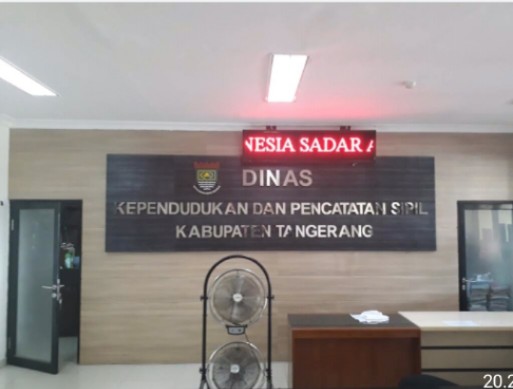 NESIA SADAR A
DINAS
KEPENDUDUKAN DAN PENCATATAN SIPIL
KABUPATEN TANGERANG
20.2